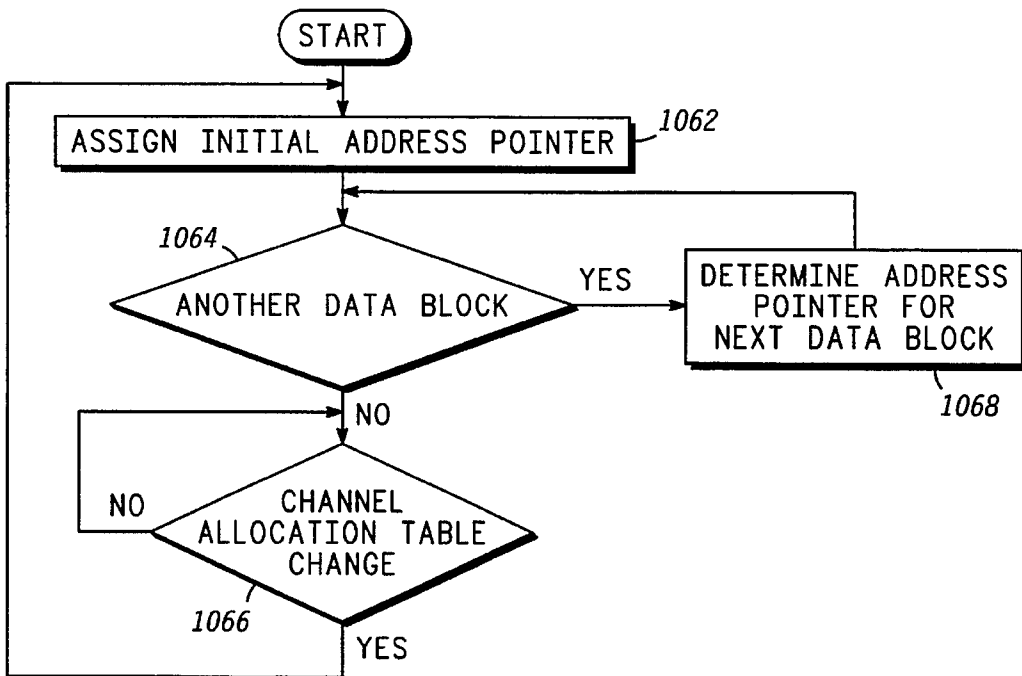 START
ASSIGN INITIAL ADDRESS POINTER
1062
1064
ANOTHER DATA BLOCK
YES
DETERMINE ADDRESS
POINTER FOR
NEXT DATA BLOCK
1068
NO
NO
CHANNEL
ALLOCATION TABLE
CHANGE
1066
YES